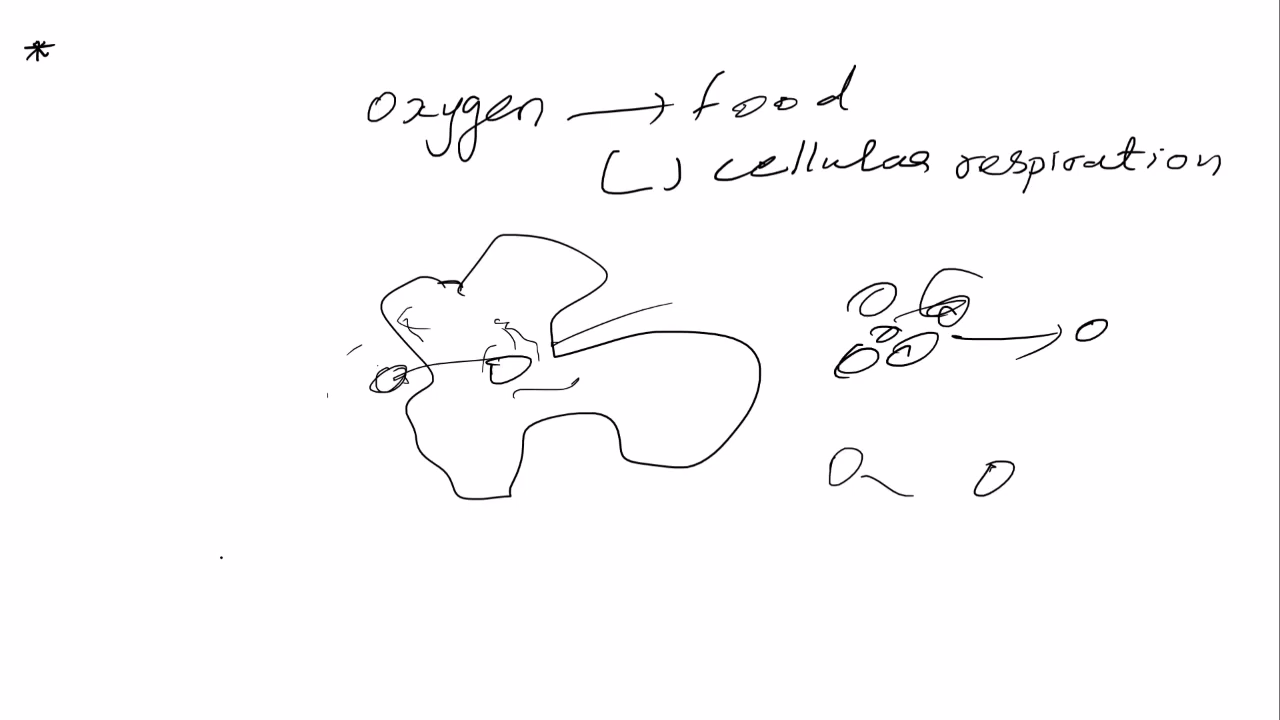 *
oxygen → food
( ) cellular respiration